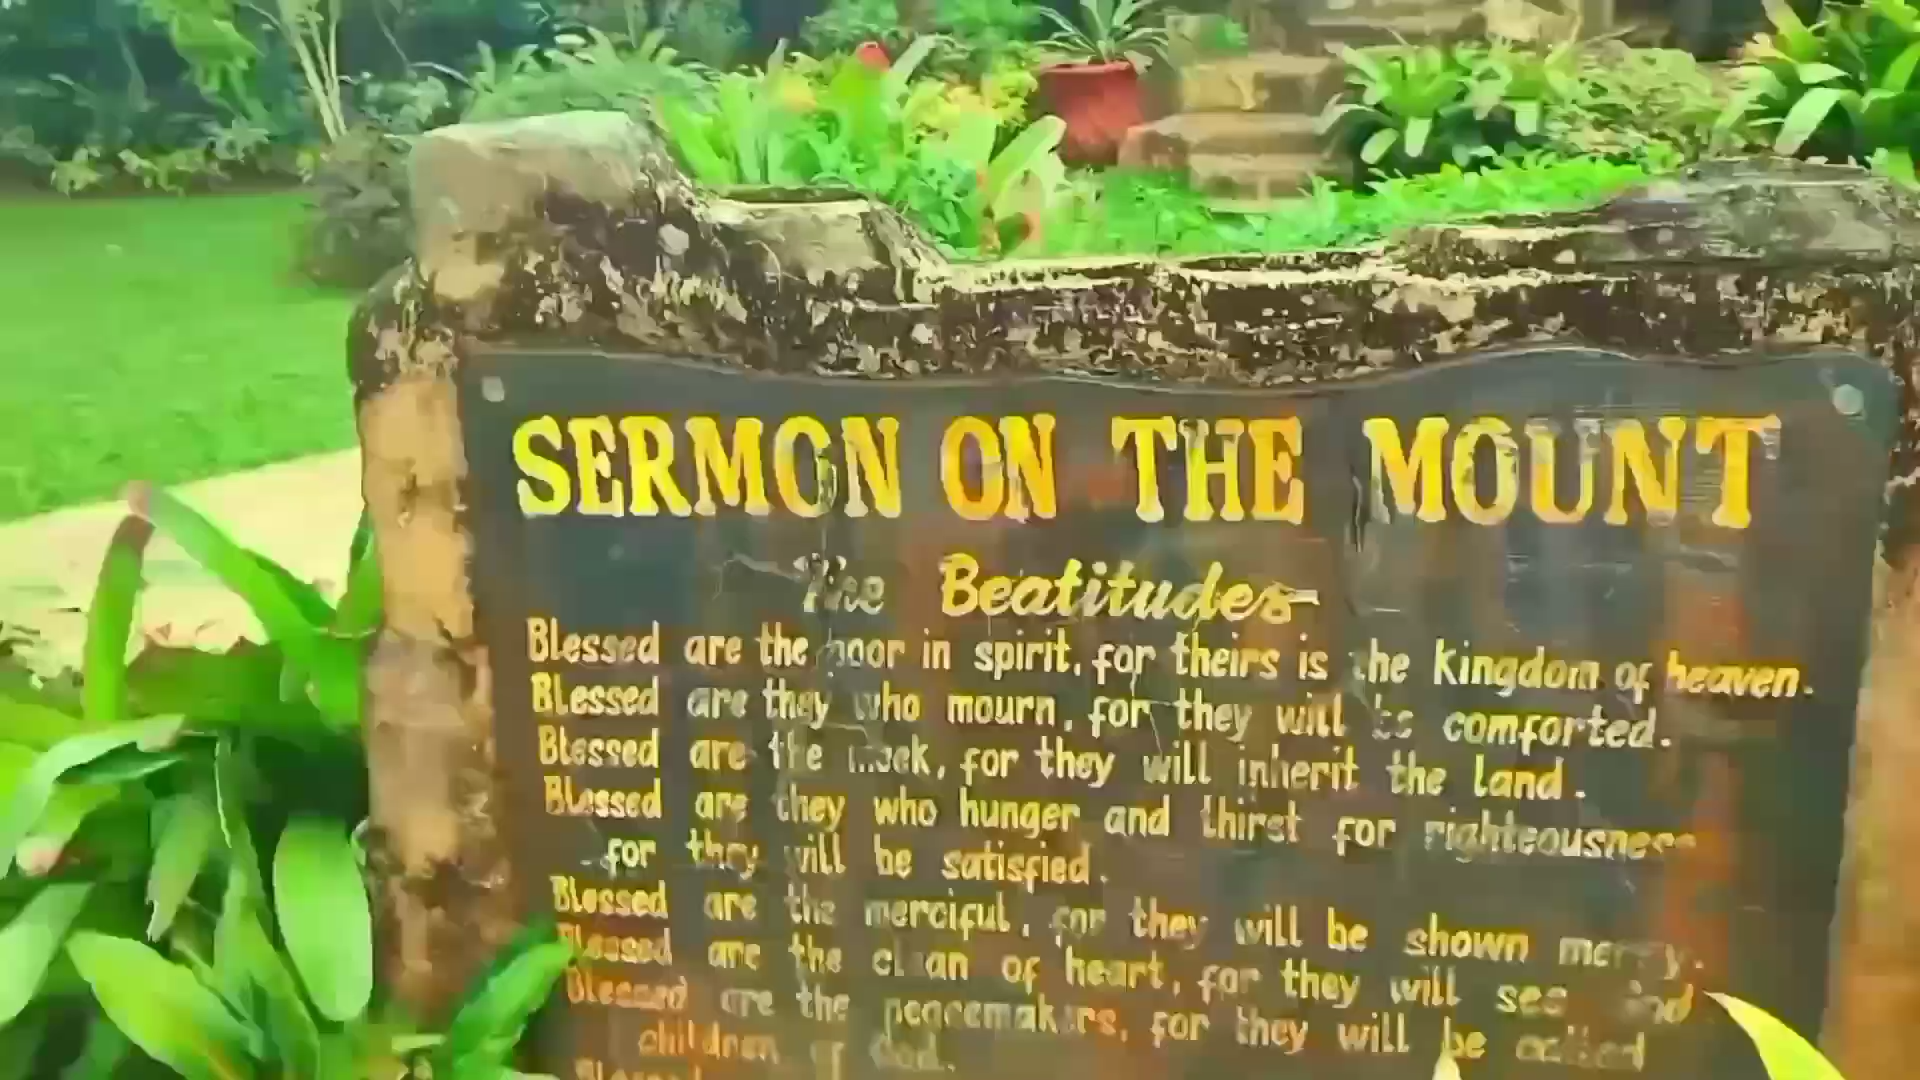 SERMON ON THE MOUNT
The Beatitudes
Blessed are the poor in spirit, for theirs is the kingdom of heaven.
Blessed are they who mourn, for they will be comforted.
Blessed are the meek, for they will inherit the land.
Blessed are they who hunger and thirst for righteousness
for they will be satisfied.
Blessed are the merciful, for they will be shown mercy.
Blessed are the clean of heart, for they will see God
Blessed are the peacemakers, for they will be called
children of God.
Blessed